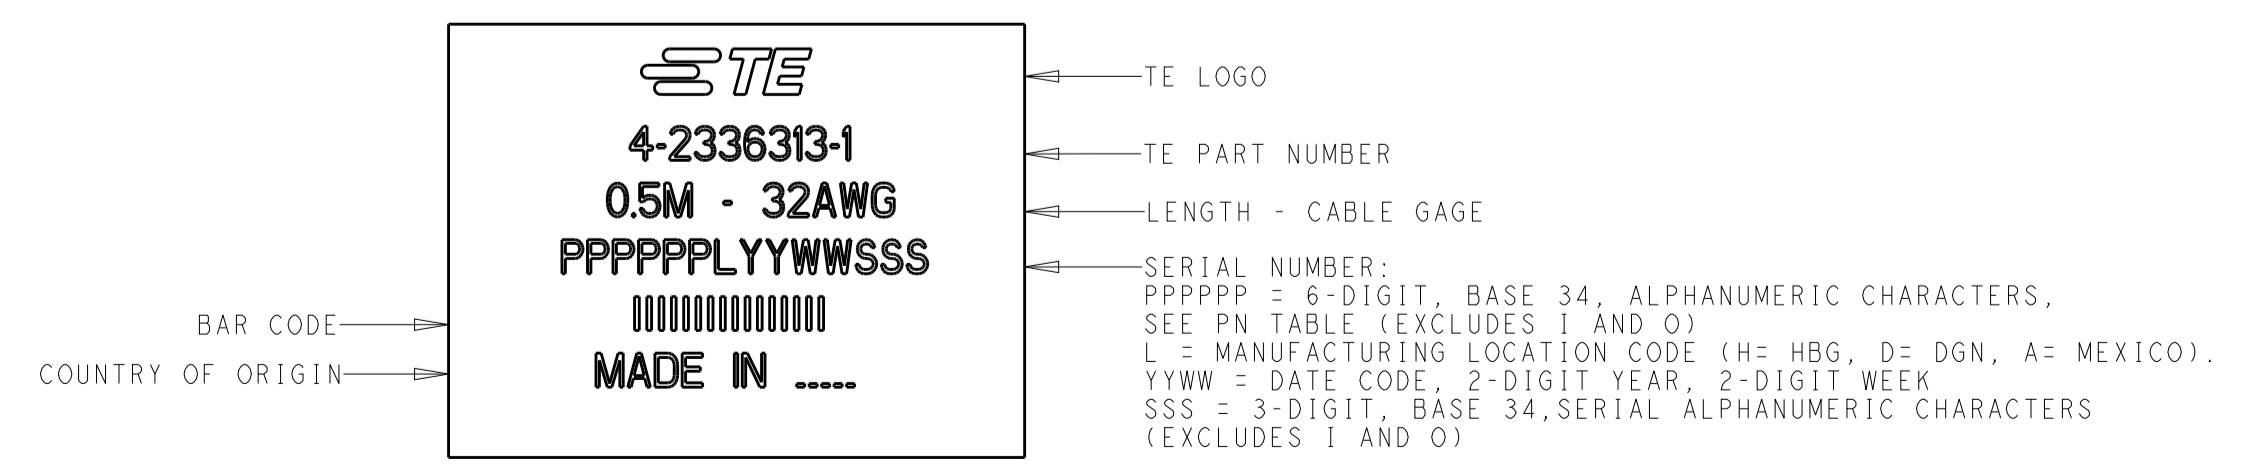 TE
4-2336313-1
0.5M - 32AWG
PPPPPPLYYWWSSS
MADE IN _____
BAR CODE
COUNTRY OF ORIGIN
TE LOGO
TE PART NUMBER
LENGTH - CABLE GAGE
SERIAL NUMBER:
PPPPPP = 6-DIGIT, BASE 34, ALPHANUMERIC CHARACTERS,
SEE PN TABLE (EXCLUDES I AND O)
L = MANUFACTURING LOCATION CODE (H= HBG, D= DGN, A= MEXICO).
YYWW = DATE CODE, 2-DIGIT YEAR, 2-DIGIT WEEK
SSS = 3-DIGIT, BASE 34,SERIAL ALPHANUMERIC CHARACTERS
(EXCLUDES I AND O)